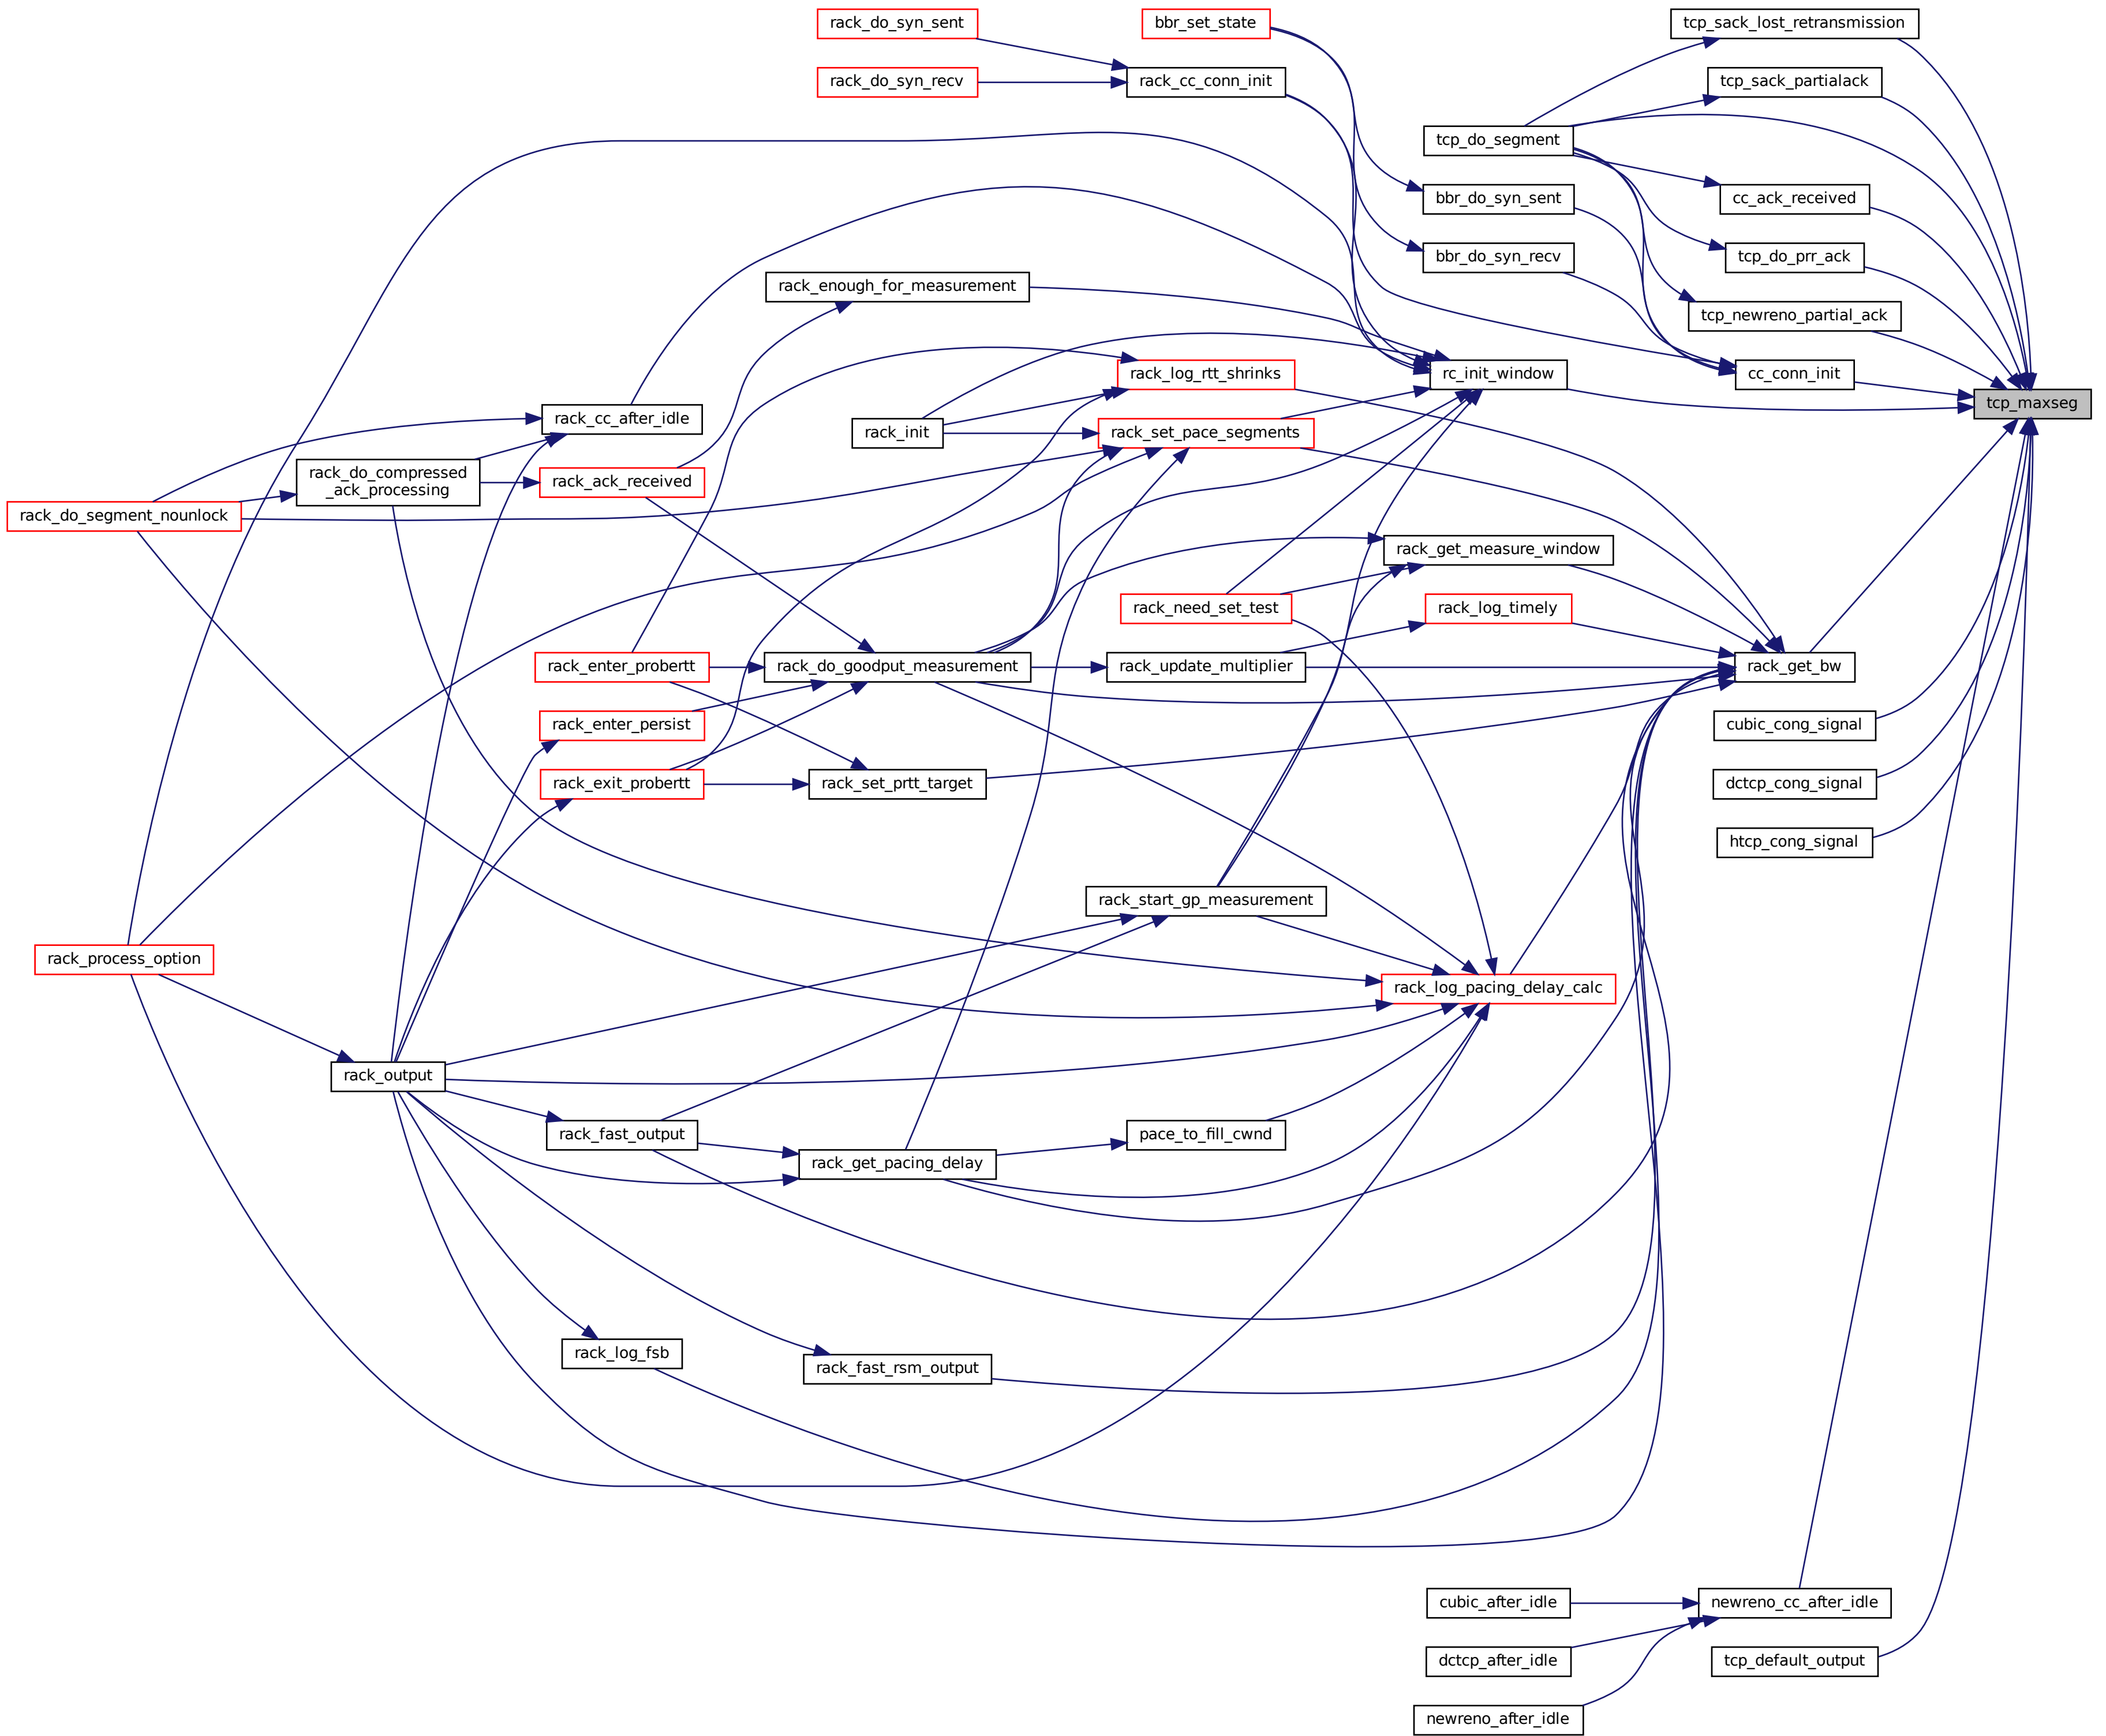 rack_do_syn_sent
bbr_set_state
tcp_sack_lost_retransmission
rack_do_syn_recv
rack_cc_conn_init
tcp_sack_partialack
tcp_do_segment
bbr_do_syn_sent
cc_ack_received
bbr_do_syn_recv
tcp_do_prr_ack
rack_enough_for_measurement
tcp_newreno_partial_ack
rack_log_rtt_shrinks
rc_init_window
cc_conn_init
tcp_maxseg
rack_cc_after_idle
rack_init
rack_set_pace_segments
rack_do_compressed
_ack_processing
rack_ack_received
rack_do_segment_nounlock
rack_get_measure_window
rack_need_set_test
rack_log_timely
rack_enter_probertt
rack_do_goodput_measurement
rack_update_multiplier
rack_get_bw
rack_enter_persist
cubic_cong_signal
rack_exit_probertt
rack_set_prtt_target
dctcp_cong_signal
htcp_cong_signal
rack_start_gp_measurement
rack_process_option
rack_log_pacing_delay_calc
rack_output
rack_fast_output
pace_to_fill_cwnd
rack_get_pacing_delay
rack_log_fsb
rack_fast_rsm_output
cubic_after_idle
newreno_cc_after_idle
dctcp_after_idle
tcp_default_output
newreno_after_idle